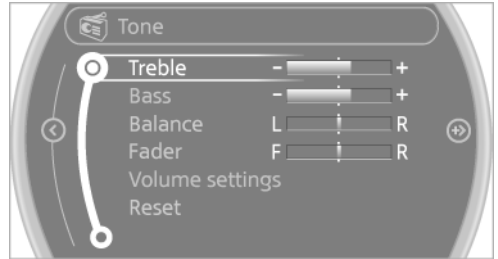 Tone
Treble - +
Bass - +
Balance L R
Fader F R
Volume settings
Reset